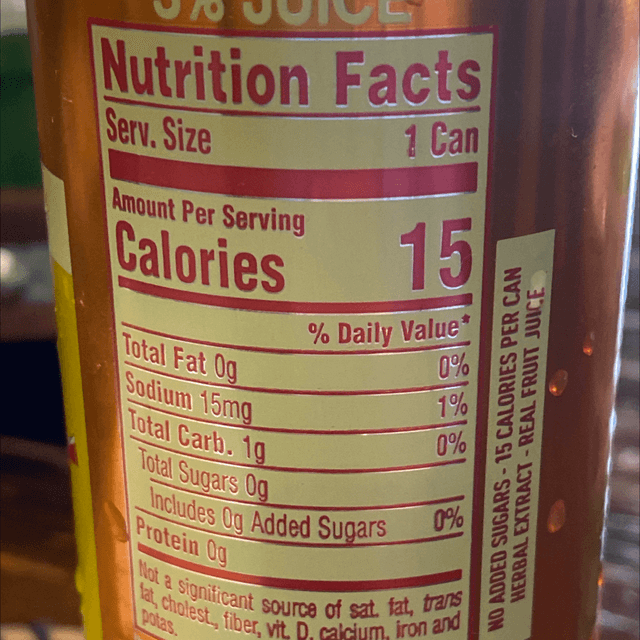 5% JUICE
Nutrition Facts
Serv. Size 1 Can
Amount Per Serving
Calories 15
% Daily Value*
Total Fat 0g 0%
Sodium 15mg 1%
Total Carb. 1g 0%
Total Sugars 0g
Includes 0g Added Sugars 0%
Protein 0g
Not a significant source of sat. fat, trans
fat, cholest., fiber, vit. D, calcium, iron and
potas.
NO ADDED SUGARS - 15 CALORIES PER CAN
HERBAL EXTRACT - REAL FRUIT JUICE